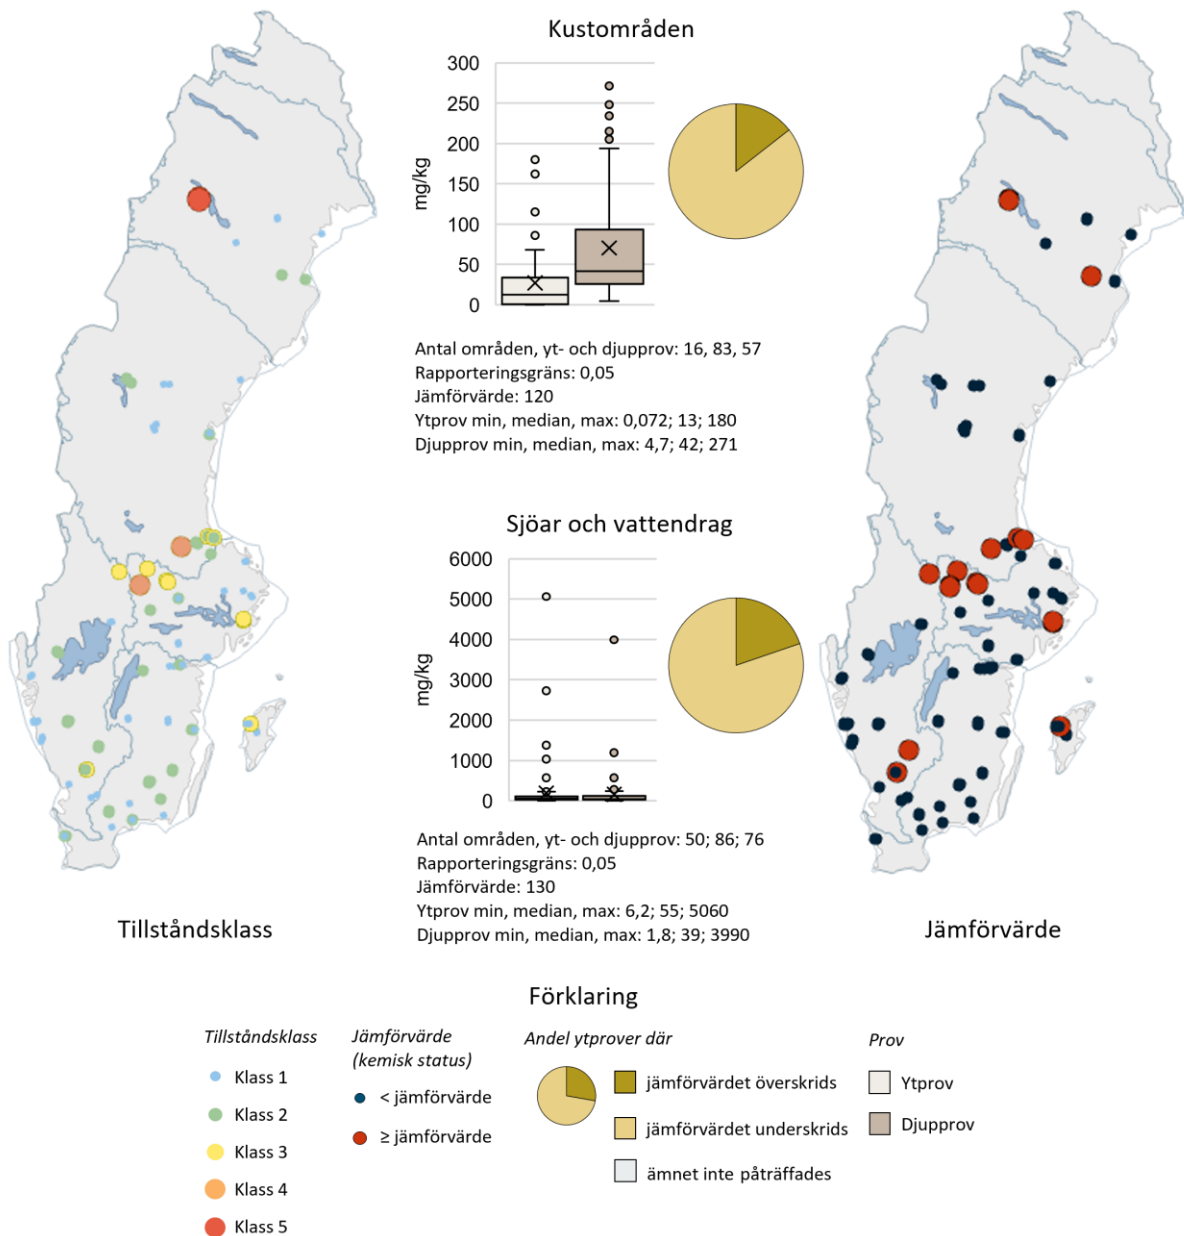 Kustområden
300
250
200
150
100
50
0
mg/kg
Antal områden, yt- och djupprov: 16, 83, 57
Rapporteringsgräns: 0,05
Jämförvärde: 120
Ytprov min, median, max: 0,072; 13; 180
Djupprov min, median, max: 4,7; 42; 271
Sjöar och vattendrag
6000
5000
4000
3000
2000
1000
0
mg/kg
Antal områden, yt- och djupprov: 50; 86; 76
Rapporteringsgräns: 0,05
Jämförvärde: 130
Ytprov min, median, max: 6,2; 55; 5060
Djupprov min, median, max: 1,8; 39; 3990
Tillståndsklass
Jämförvärde
Förklaring
Tillståndsklass
Klass 1
Klass 2
Klass 3
Klass 4
Klass 5
Jämförvärde
(kemisk status)
< jämförvärde
≥ jämförvärde
Andel ytprover där
jämförvärdet överskrids
jämförvärdet underskrids
ämnet inte påträffades
Prov
Ytprov
Djupprov